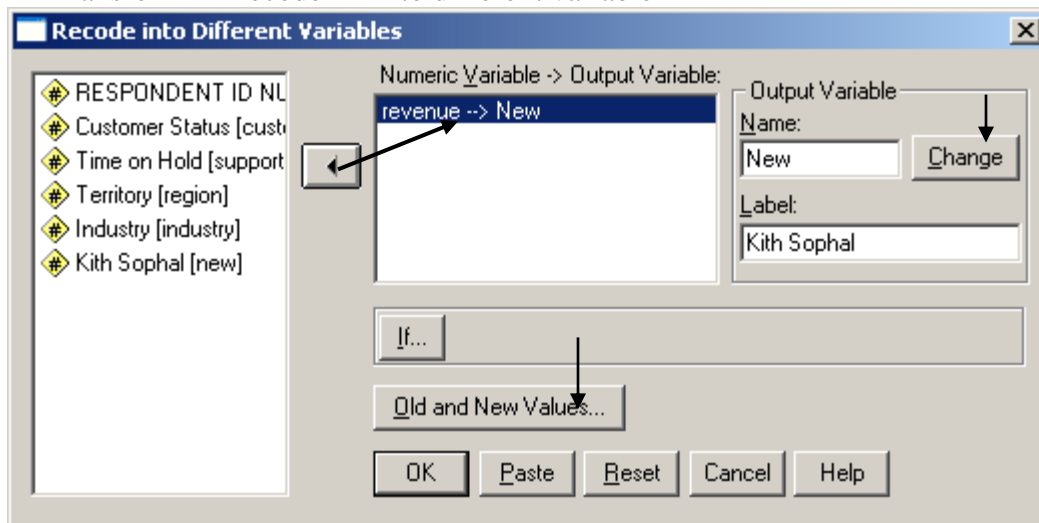 Recode into Different Variables
RESPONDENT ID NU
Customer Status [custo
Time on Hold [support
Territory [region]
Industry [industry]
Kith Sophal [new]
Numeric Variable -> Output Variable:
revenue --> New
Output Variable
Name:
New
Change
Label:
Kith Sophal
If...
Old and New Values...
OK
Paste
Reset
Cancel
Help